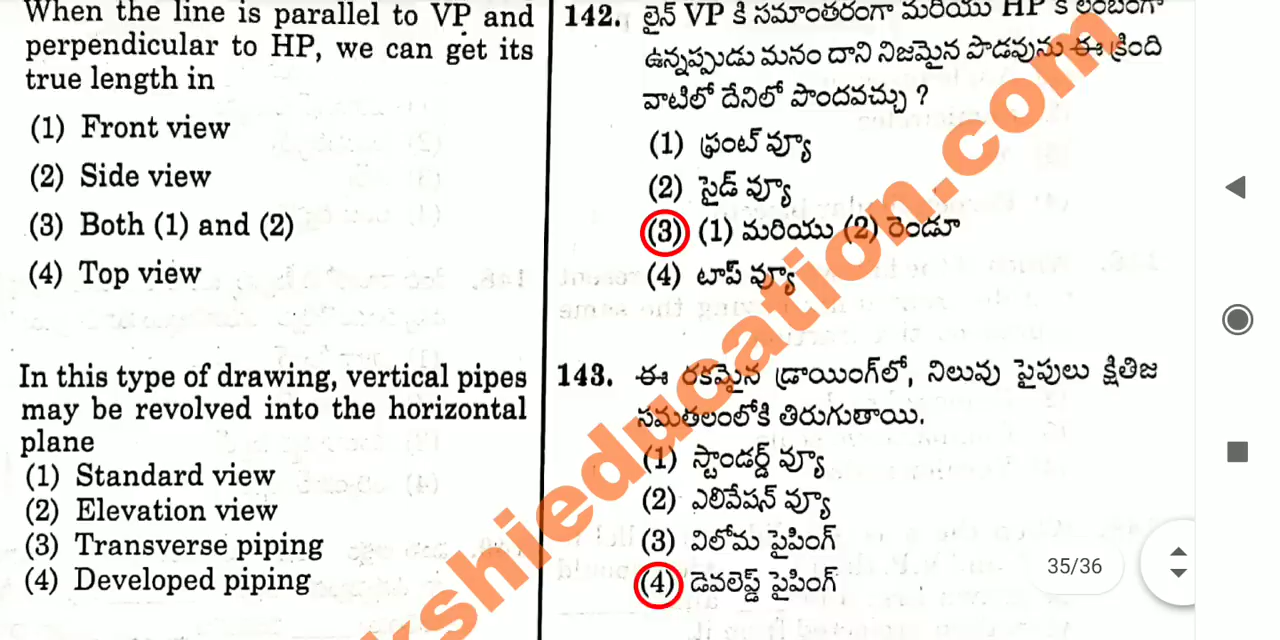 When the line is parallel to VP and
perpendicular to HP, we can get its
true length in
(1) Front view
(2) Side view
(3) Both (1) and (2)
(4) Top view
In this type of drawing, vertical pipes
may be revolved into the horizontal
plane
(1) Standard view
(2) Elevation view
(3) Transverse piping
(4) Developed piping
142. లైన్ VP కి సమాంతరంగా మరియు HP కి లంబంగా
ఉన్నప్పుడు మనం దాని నిజమైన పొడవును ఈ క్రింది
వాటిలో దేనిలో పొందవచ్చు ?
(1) ఫ్రంట్ వ్యూ
(2) సైడ్ వ్యూ
(3) (1) మరియు (2) రెండూ
(4) టాప్ వ్యూ
143. ఈ రకమైన డ్రాయింగ్‌లో, నిలువు పైపులు క్షితిజ
సమతలంలోకి తిరుగుతాయి.
(1) స్టాండర్డ్ వ్యూ
(2) ఎలివేషన్ వ్యూ
(3) విలోమ పైపింగ్
(4) డెవలెప్డ్ పైపింగ్
kshieducation.com
35/36